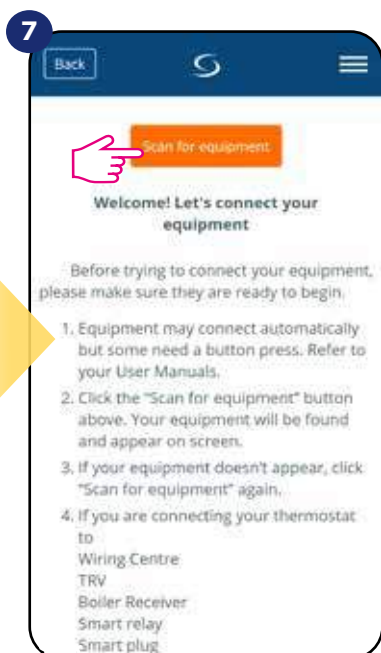 7
Back
Scan for equipment
Welcome! Let's connect your
equipment
Before trying to connect your equipment,
please make sure they are ready to begin.
1. Equipment may connect automatically
but some need a button press. Refer to
your User Manuals.
2. Click the "Scan for equipment" button
above. Your equipment will be found
and appear on screen.
3. If your equipment doesn't appear, click
"Scan for equipment" again.
4. If you are connecting your thermostat
to
Wiring Centre
TRV
Boiler Receiver
Smart relay
Smart plug